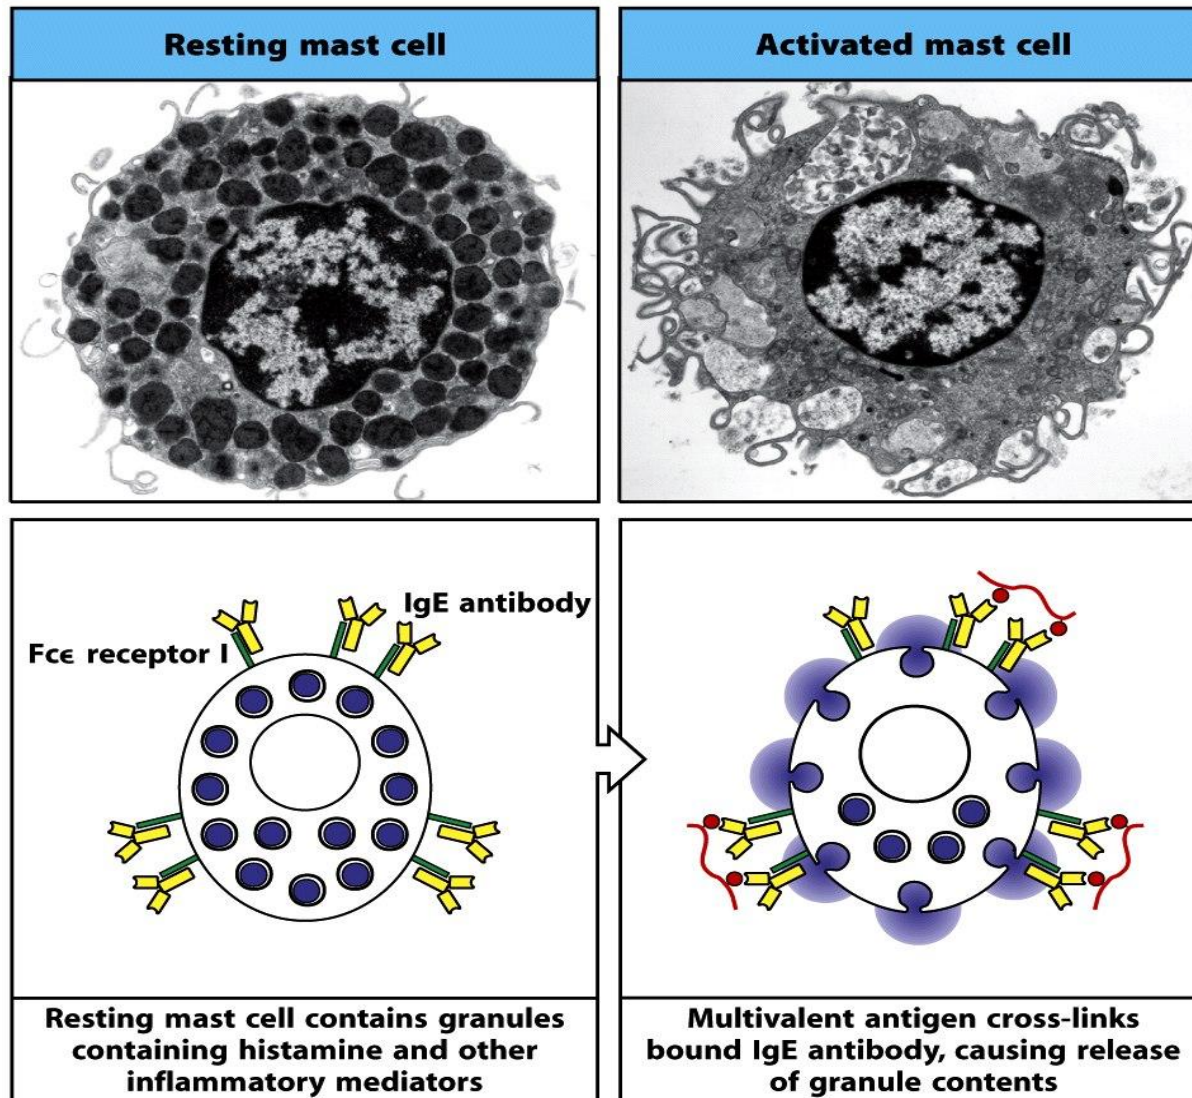 Resting mast cell
Activated mast cell
IgE antibody
Fcϵ receptor I
Resting mast cell contains granules
containing histamine and other
inflammatory mediators
Multivalent antigen cross-links
bound IgE antibody, causing release
of granule contents